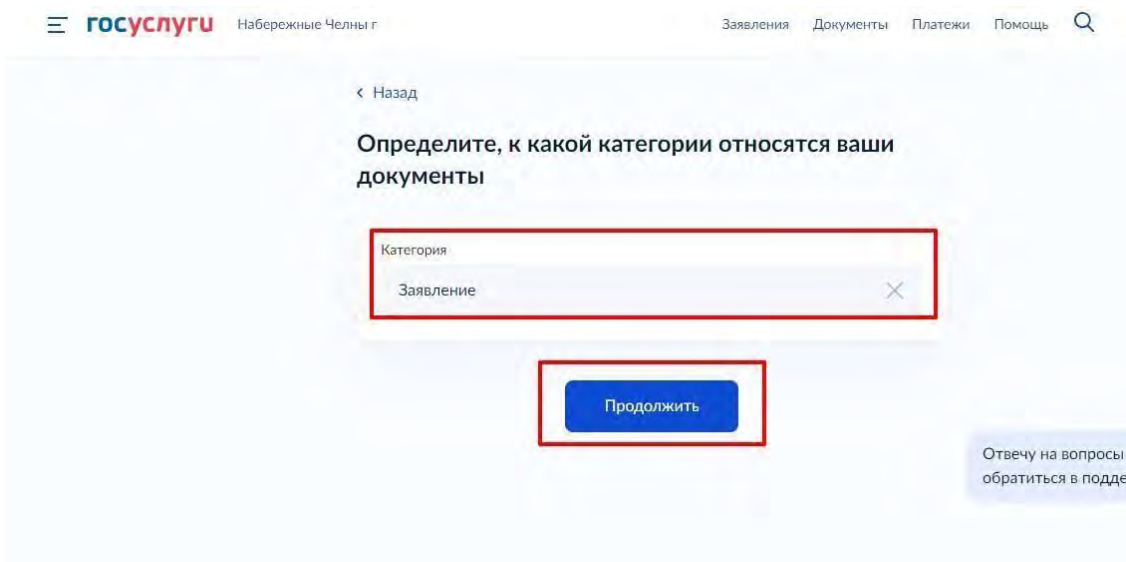 госуслуги Набережные Челны г Заявления Документы Платежи Помощь
Назад
Определите, к какой категории относятся ваши
документы
Категория
Заявление
Продолжить
Отвечу на вопросы
обратиться в